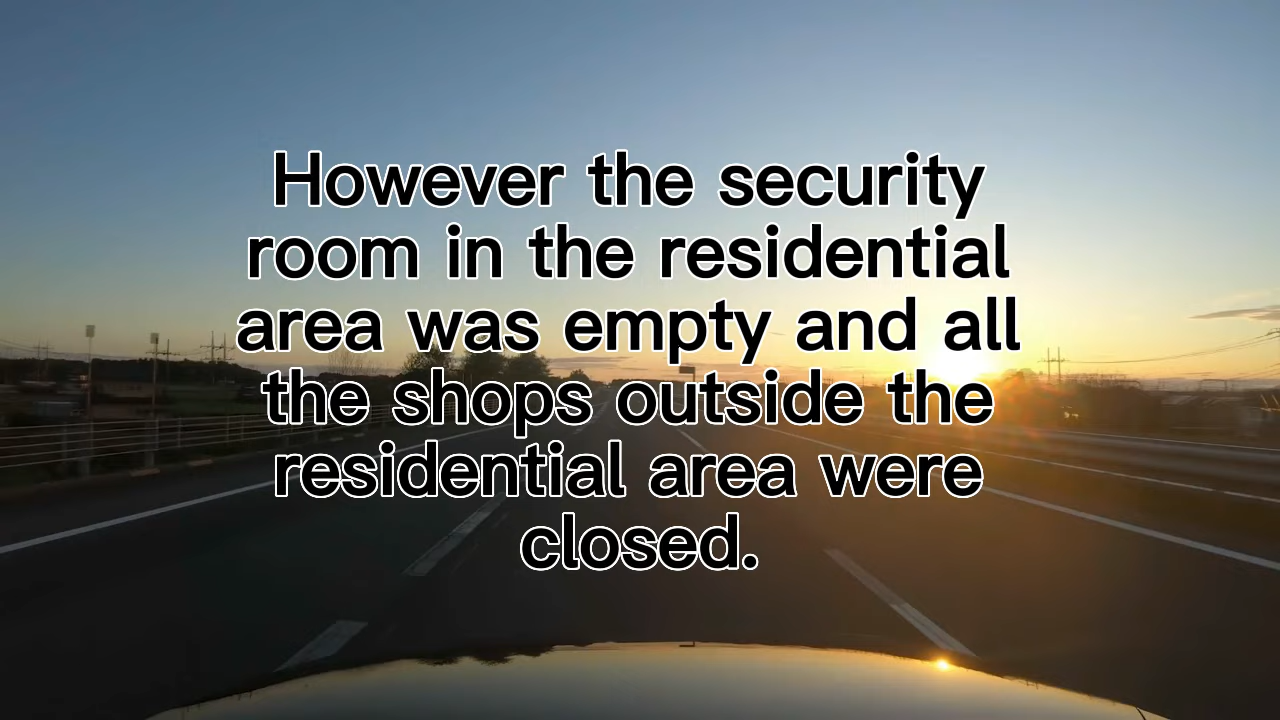 However the security
room in the residential
area was empty and all
the shops outside the
residential area were
closed.